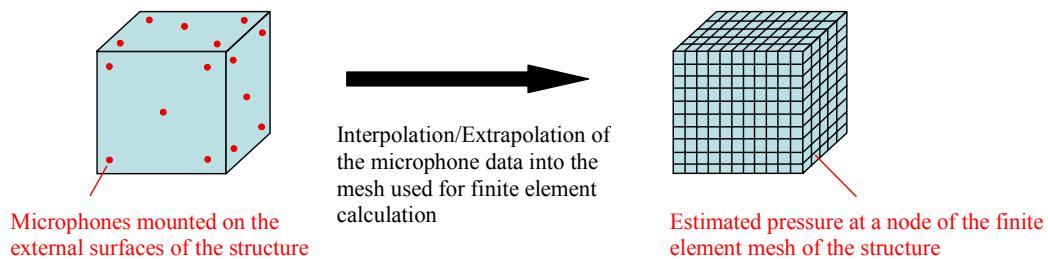 Interpolation/Extrapolation of
the microphone data into the
mesh used for finite element
calculation
Microphones mounted on the
external surfaces of the structure
Estimated pressure at a node of the finite
element mesh of the structure